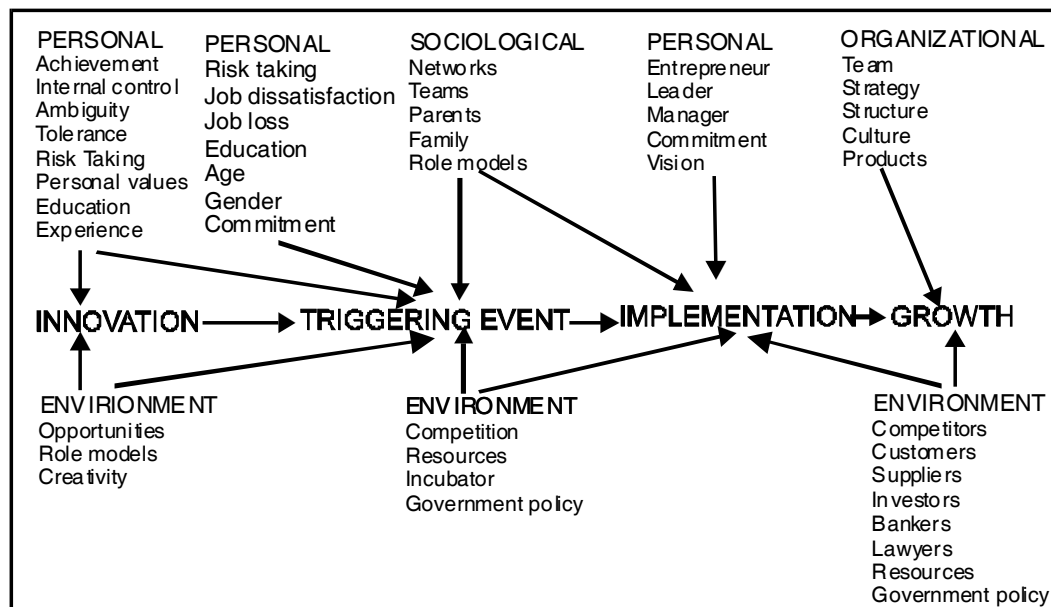 PERSONAL
Achievement
Internal control
Ambiguity
Tolerance
Risk Taking
Personal values
Education
Experience
PERSONAL
Risk taking
Job dissatisfaction
Job loss
Education
Age
Gender
Commitment
SOCIOLOGICAL
Networks
Teams
Parents
Family
Role models
PERSONAL
Entrepreneur
Leader
Manager
Commitment
Vision
ORGANIZATIONAL
Team
Strategy
Structure
Culture
Products
INNOVATION
TRIGGERING EVENT
IMPLEMENTATION
GROWTH
ENVIRIONMENT
Opportunities
Role models
Creativity
ENVIRONMENT
Competition
Resources
Incubator
Government policy
ENVIRONMENT
Competitors
Customers
Suppliers
Investors
Bankers
Lawyers
Resources
Government policy